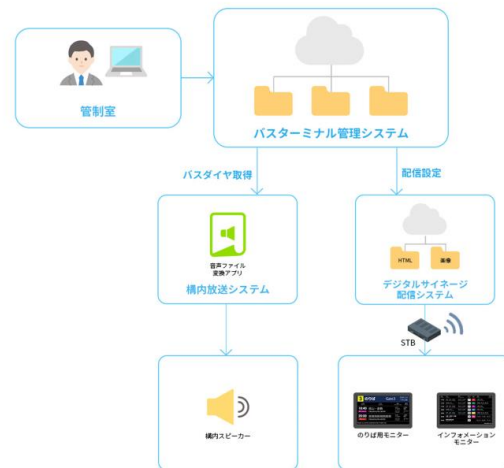 管制室
バスターミナル管理システム
バスダイヤ取得
配信設定
音声ファイル
変換アプリ
構内放送システム
HTML
画像
デジタルサイネージ
配信システム
STB
構内スピーカー
のりば
のりば用モニター
インフォメーション
モニター